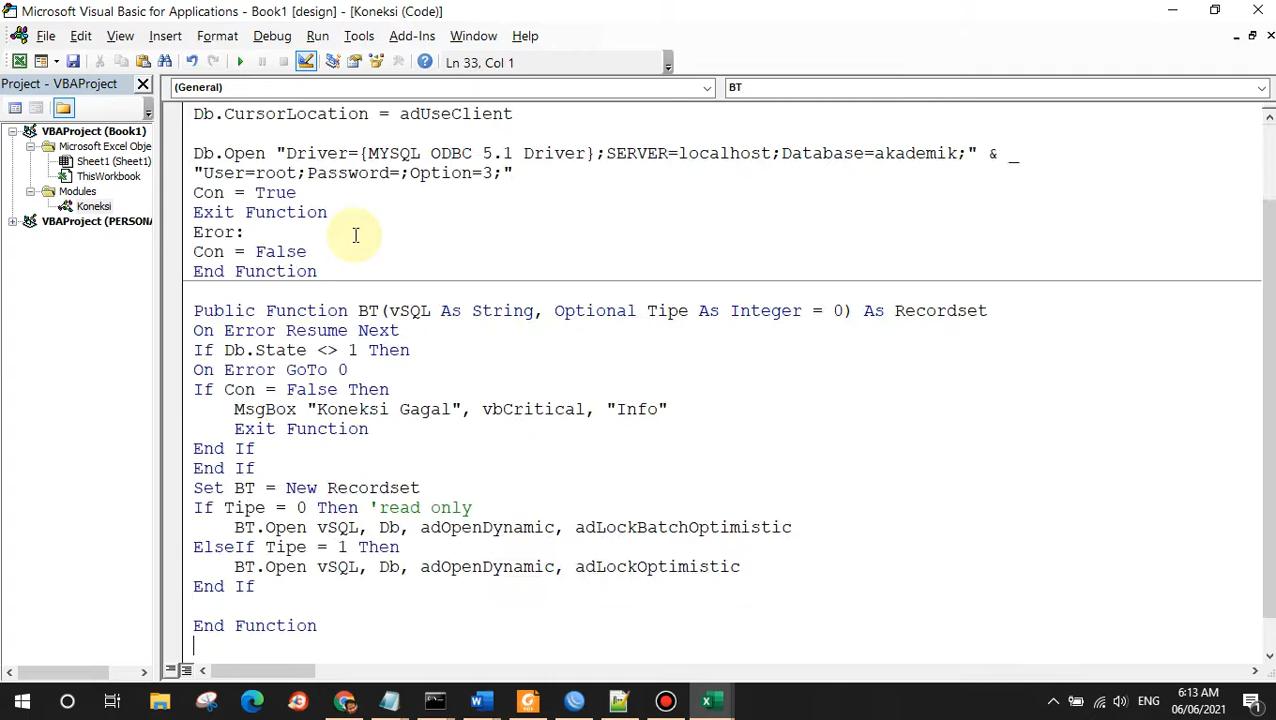 Microsoft Visual Basic for Applications - Book1 [design] - [Koneksi (Code)]
File Edit View Insert Format Debug Run Tools Add-Ins Window Help
Ln 33, Col 1
Project - VBAProject
(General)
BT
VBAProject (Book1)
Microsoft Excel Obje
Sheet1 (Sheet1)
ThisWorkbook
Modules
Koneksi
VBAProject (PERSONA
Db.CursorLocation = adUseClient
Db.Open "Driver={MYSQL ODBC 5.1 Driver};SERVER=localhost;Database=akademik;" & _
"User=root;Password=;Option=3;"
Con = True
Exit Function
Eror:
Con = False
End Function
Public Function BT(vSQL As String, Optional Tipe As Integer = 0) As Recordset
On Error Resume Next
If Db.State <> 1 Then
On Error GoTo 0
If Con = False Then
MsgBox "Koneksi Gagal", vbCritical, "Info"
Exit Function
End If
End If
Set BT = New Recordset
If Tipe = 0 Then 'read only
BT.Open vSQL, Db, adOpenDynamic, adLockBatchOptimistic
ElseIf Tipe = 1 Then
BT.Open vSQL, Db, adOpenDynamic, adLockOptimistic
End If
End Function
ENG
6:13 AM
06/06/2021